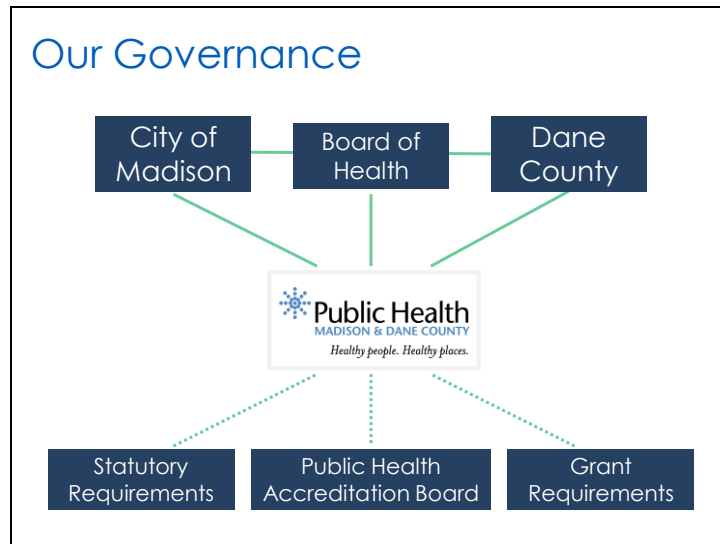 Our Governance
City of
Madison
Board of
Health
Dane
County
Public Health
MADISON & DANE COUNTY
Healthy people. Healthy places.
Statutory
Requirements
Public Health
Accreditation Board
Grant
Requirements